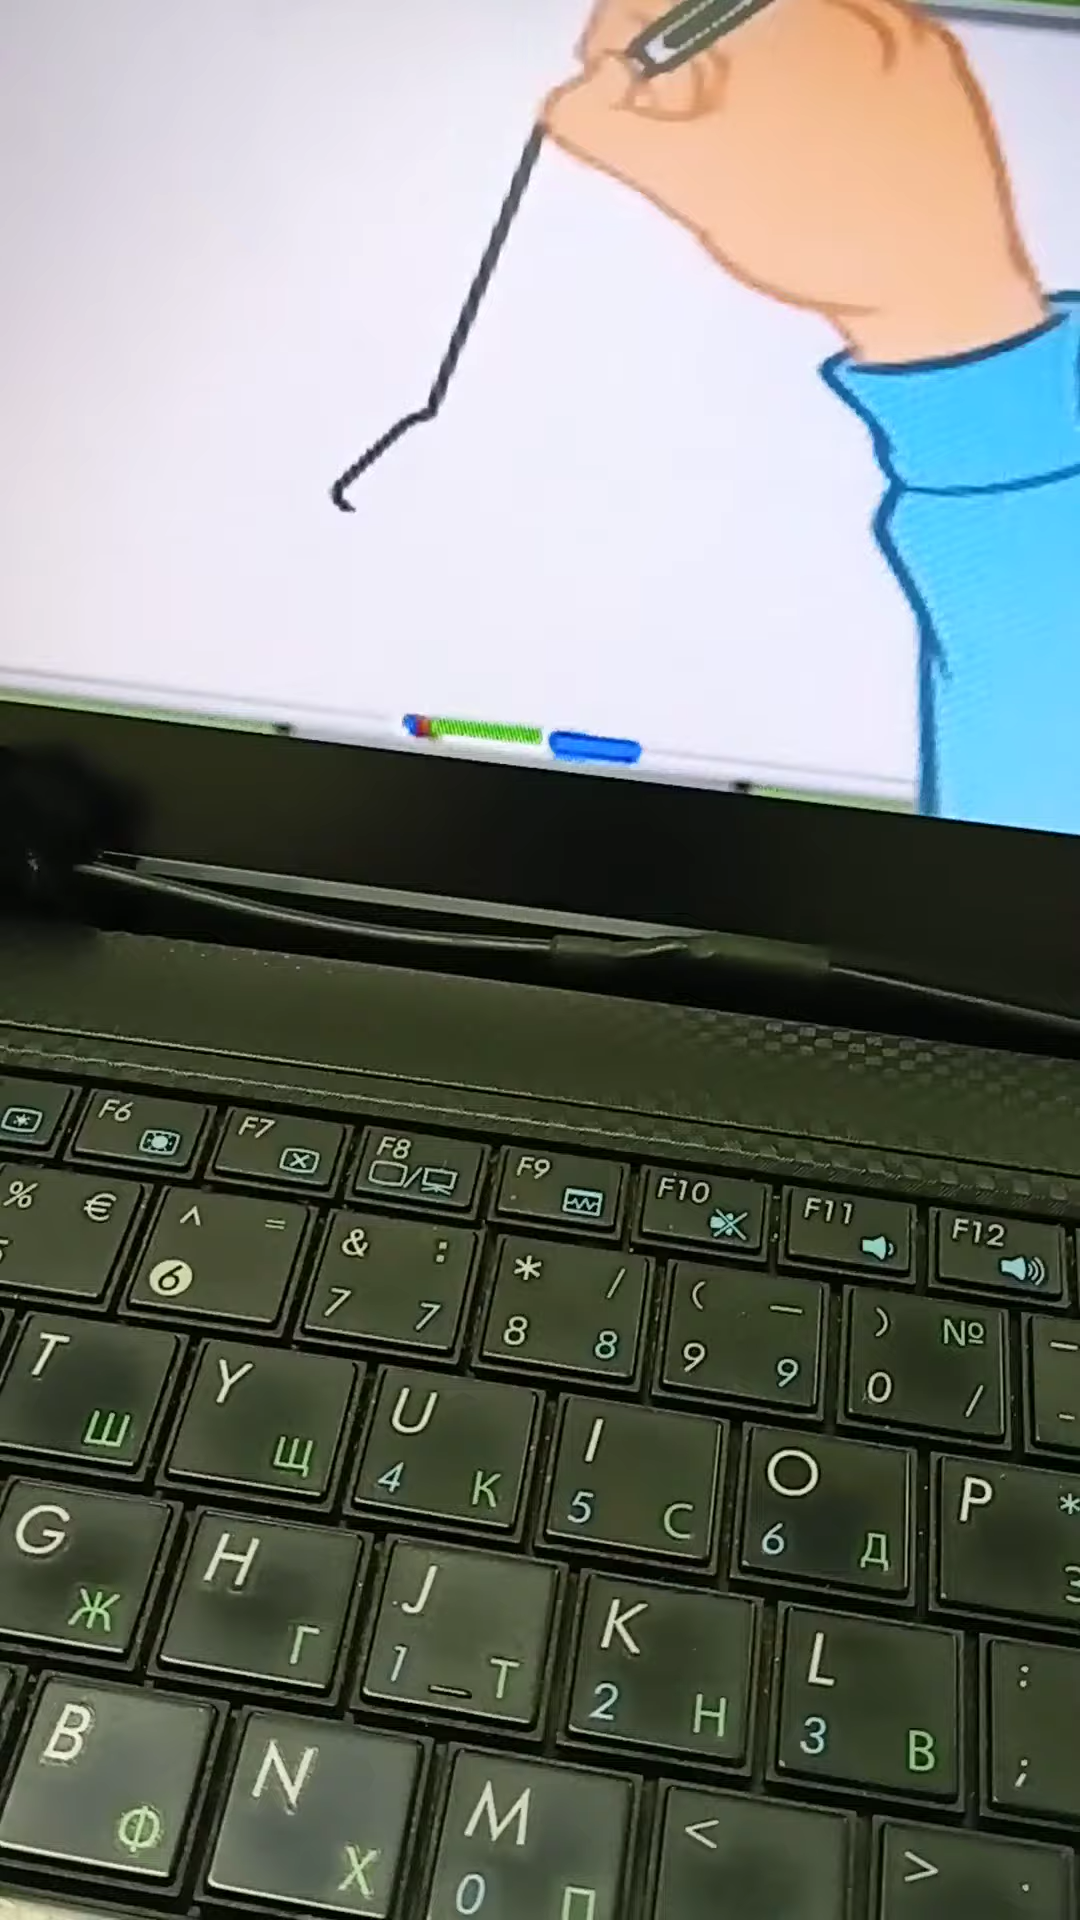 F6 F7 F8 F9 F10 F11 F12
% € ^ = & : * / ( — ) №
6 7 7 8 8 9 9 0 /
T Ш Y Щ U 4 К I 5 С O 6 Д P *
G Ж H Г J 1 Т K 2 Н L 3 В : ;
B Ф N Х M 0 П < > .